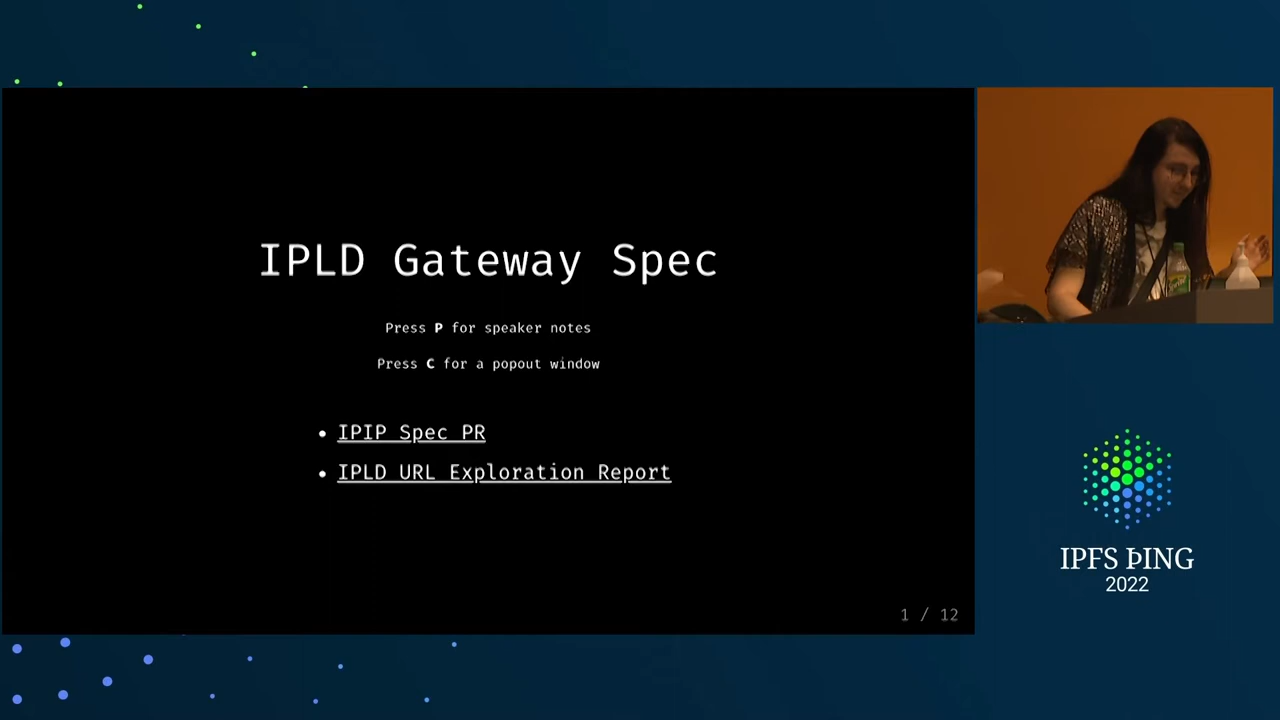 IPLD Gateway Spec
Press P for speaker notes
Press C for a popout window
• IPIP Spec PR
• IPLD URL Exploration Report
1 / 12
IPFS ÞING
2022